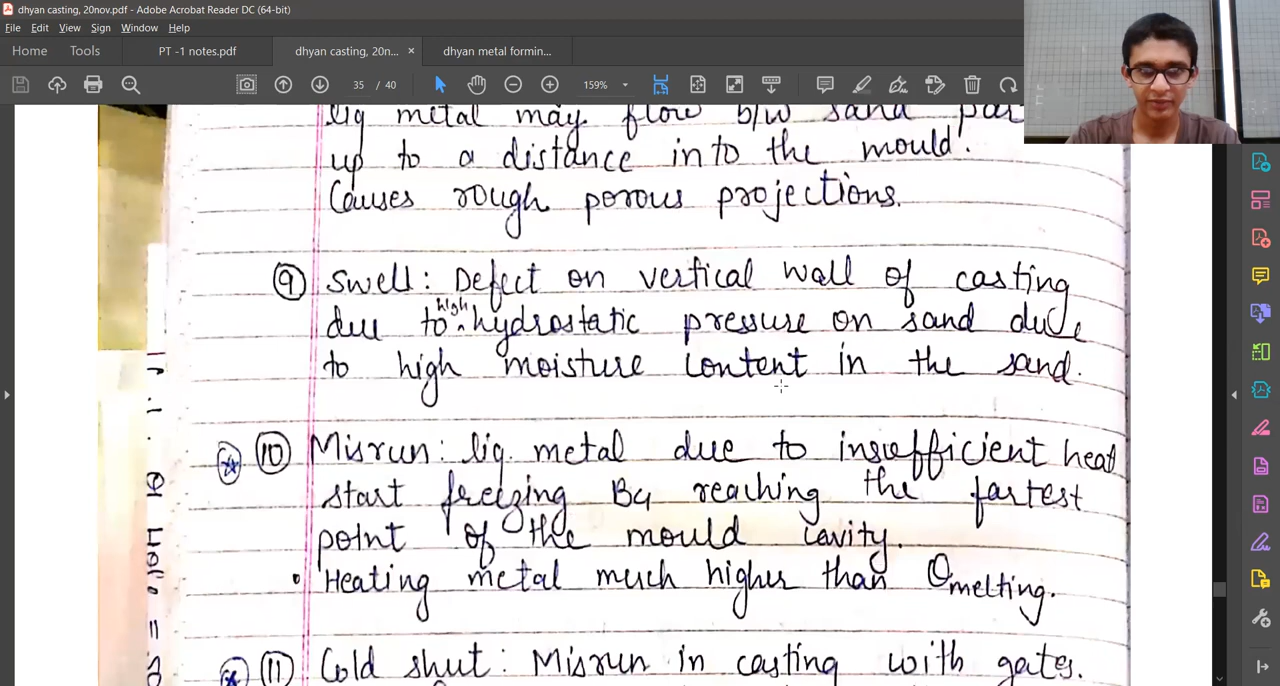 dhyan casting, 20nov.pdf - Adobe Acrobat Reader DC (64-bit)
File Edit View Sign Window Help
Home Tools PT -1 notes.pdf dhyan casting, 20n... × dhyan metal formin...
35 / 40 159%
liq metal may flow b/w sand
up to a distance into the mould.
Causes rough porous projections.
9 Swell: Defect on vertical wall of casting
due to high hydrostatic pressure on sand due
to high moisture content in the sand.
10 Misrun: liq. metal due to insufficient heat
start freezing B4 reaching the fartest
point of the mould cavity.
• Heating metal much higher than θmelting.
11 Cold shut: Misrun in casting with gates.